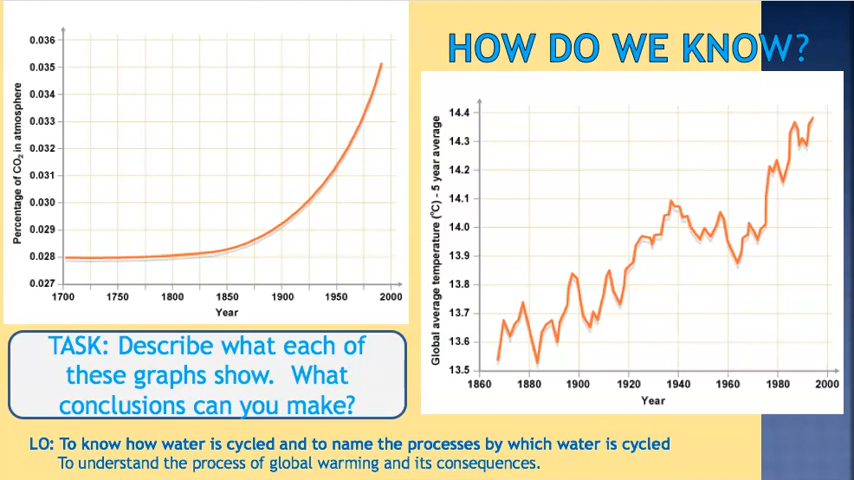 HOW DO WE KNOW?
0.036
0.035
0.034
0.033
0.032
0.031
0.030
0.029
0.028
0.027
Percentage of CO₂ in atmosphere
1700 1750 1800 1850 1900 1950 2000
Year
14.4
14.3
14.2
14.1
14.0
13.9
13.8
13.7
13.6
13.5
Global average temperature (°C) - 5 year average
1860 1880 1900 1920 1940 1960 1980 2000
Year
TASK: Describe what each of
these graphs show. What
conclusions can you make?
LO: To know how water is cycled and to name the processes by which water is cycled
To understand the process of global warming and its consequences.